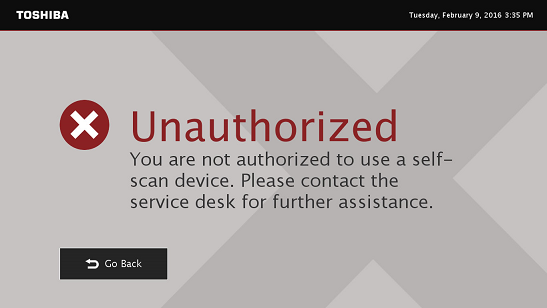 TOSHIBA
Tuesday, February 9, 2016 3:35 PM
Unauthorized
You are not authorized to use a self-
scan device. Please contact the
service desk for further assistance.
Go Back